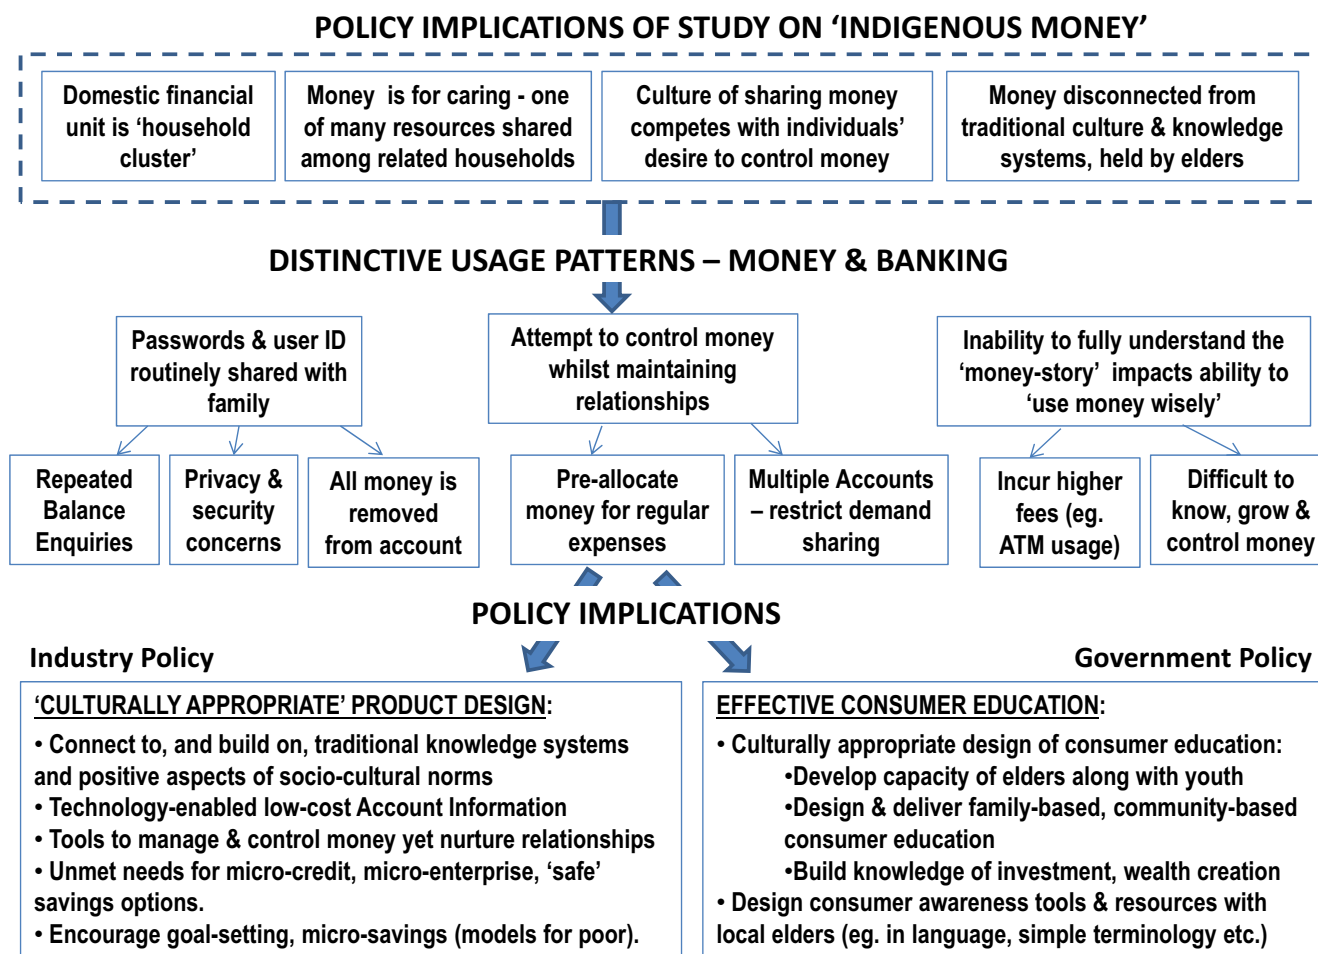 POLICY IMPLICATIONS OF STUDY ON ‘INDIGENOUS MONEY’
Domestic financial
unit is ‘household
cluster’
Money is for caring - one
of many resources shared
among related households
Culture of sharing money
competes with individuals’
desire to control money
Money disconnected from
traditional culture & knowledge
systems, held by elders
DISTINCTIVE USAGE PATTERNS – MONEY & BANKING
Passwords & user ID
routinely shared with
family
Attempt to control money
whilst maintaining
relationships
Inability to fully understand the
‘money-story’ impacts ability to
‘use money wisely’
Repeated
Balance
Enquiries
Privacy &
security
concerns
All money is
removed
from account
Pre-allocate
money for regular
expenses
Multiple Accounts
– restrict demand
sharing
Incur higher
fees (eg.
ATM usage)
Difficult to
know, grow &
control money
POLICY IMPLICATIONS
Industry Policy
Government Policy
‘CULTURALLY APPROPRIATE’ PRODUCT DESIGN:
• Connect to, and build on, traditional knowledge systems
and positive aspects of socio-cultural norms
• Technology-enabled low-cost Account Information
• Tools to manage & control money yet nurture relationships
• Unmet needs for micro-credit, micro-enterprise, ‘safe’
savings options.
• Encourage goal-setting, micro-savings (models for poor).
EFFECTIVE CONSUMER EDUCATION:
• Culturally appropriate design of consumer education:
•Develop capacity of elders along with youth
•Design & deliver family-based, community-based
consumer education
•Build knowledge of investment, wealth creation
• Design consumer awareness tools & resources with
local elders (eg. in language, simple terminology etc.)